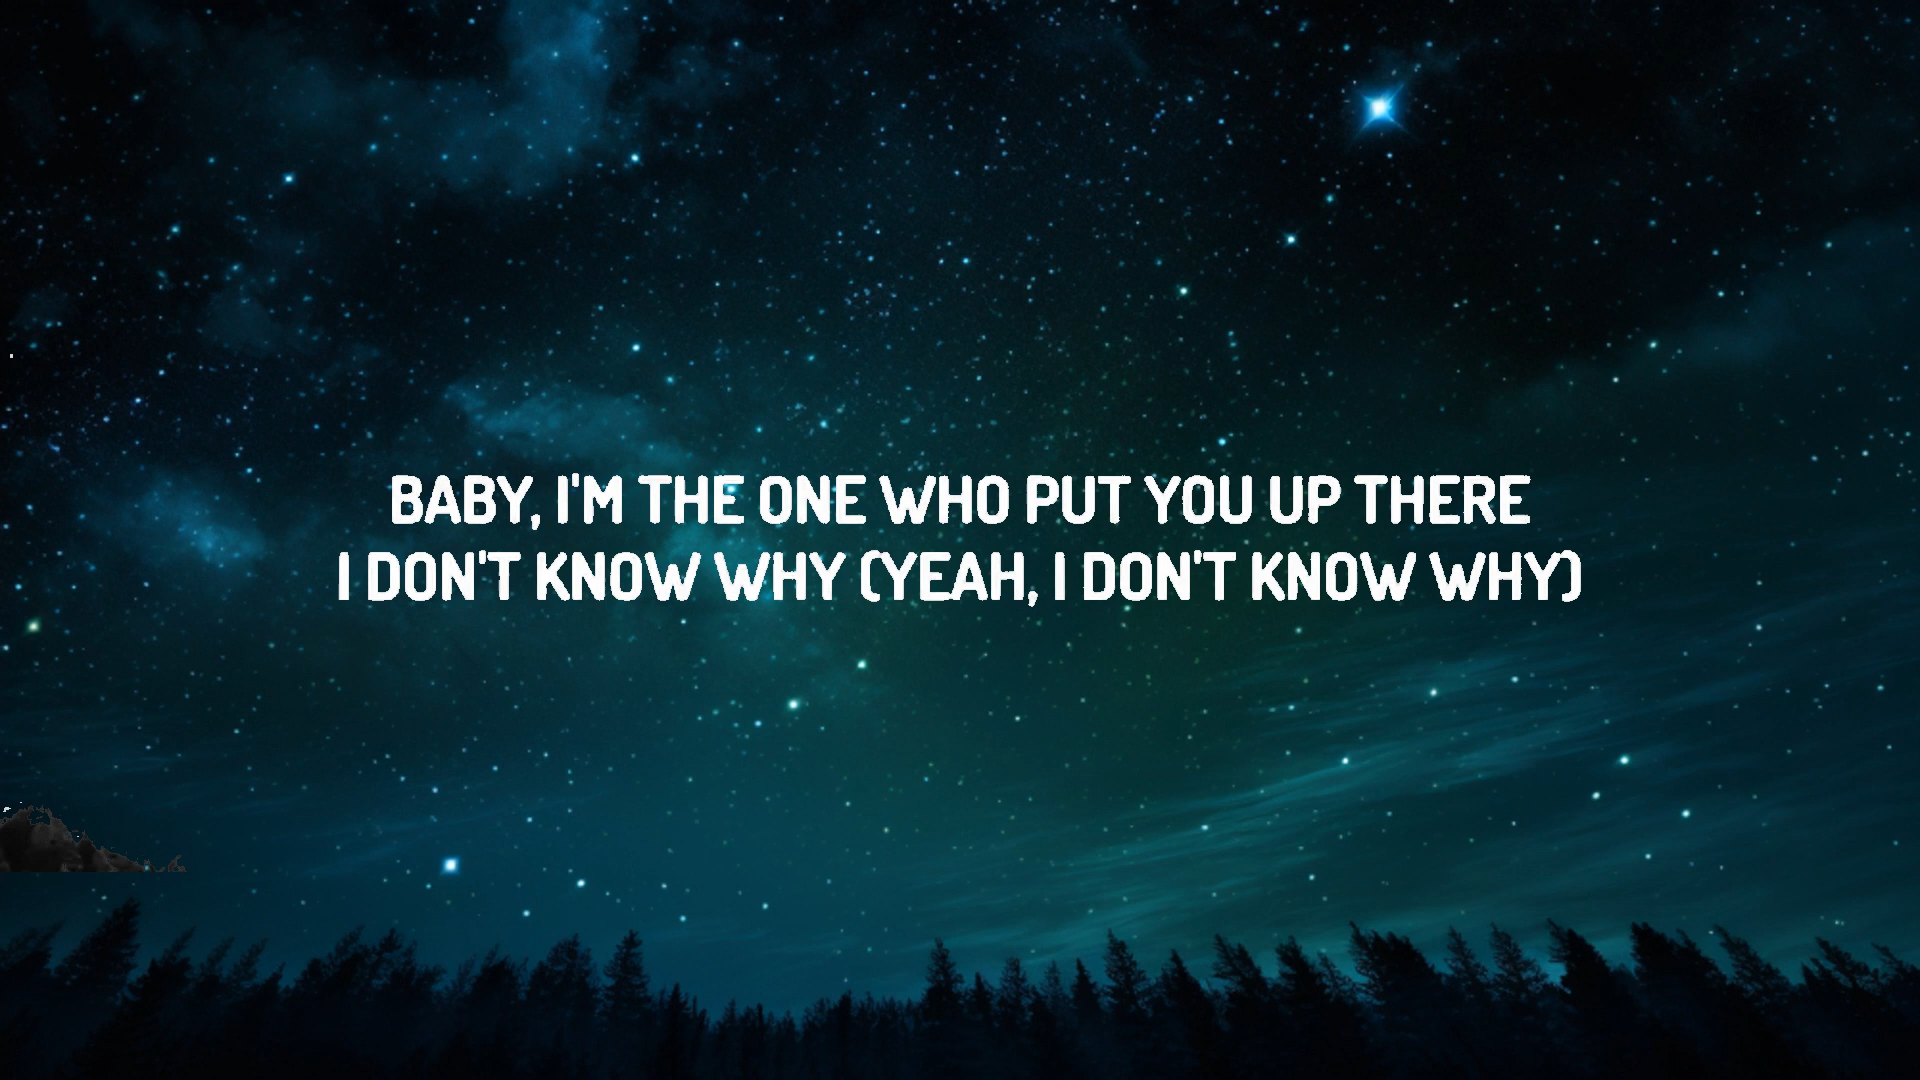 BABY, I'M THE ONE WHO PUT YOU UP THERE
I DON'T KNOW WHY (YEAH, I DON'T KNOW WHY)